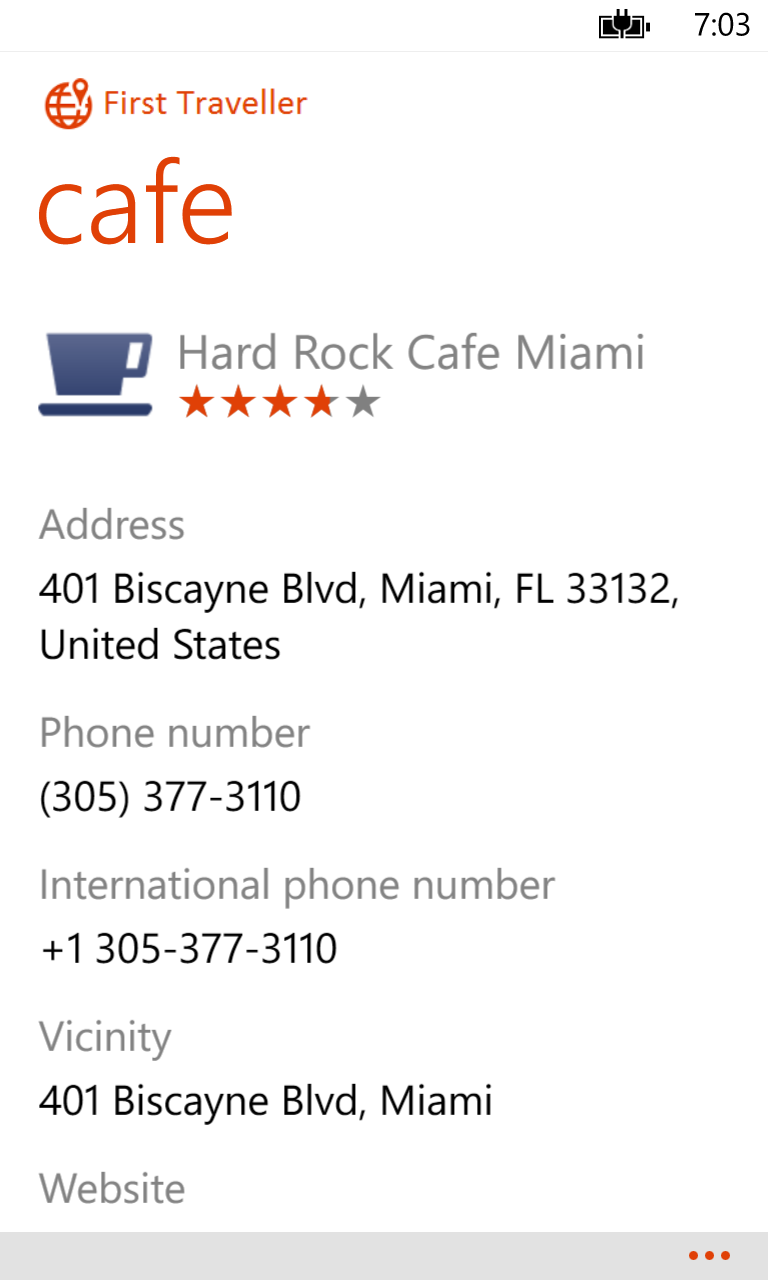 7:03
First Traveller
cafe
Hard Rock Cafe Miami
Address
401 Biscayne Blvd, Miami, FL 33132,
United States
Phone number
(305) 377-3110
International phone number
+1 305-377-3110
Vicinity
401 Biscayne Blvd, Miami
Website